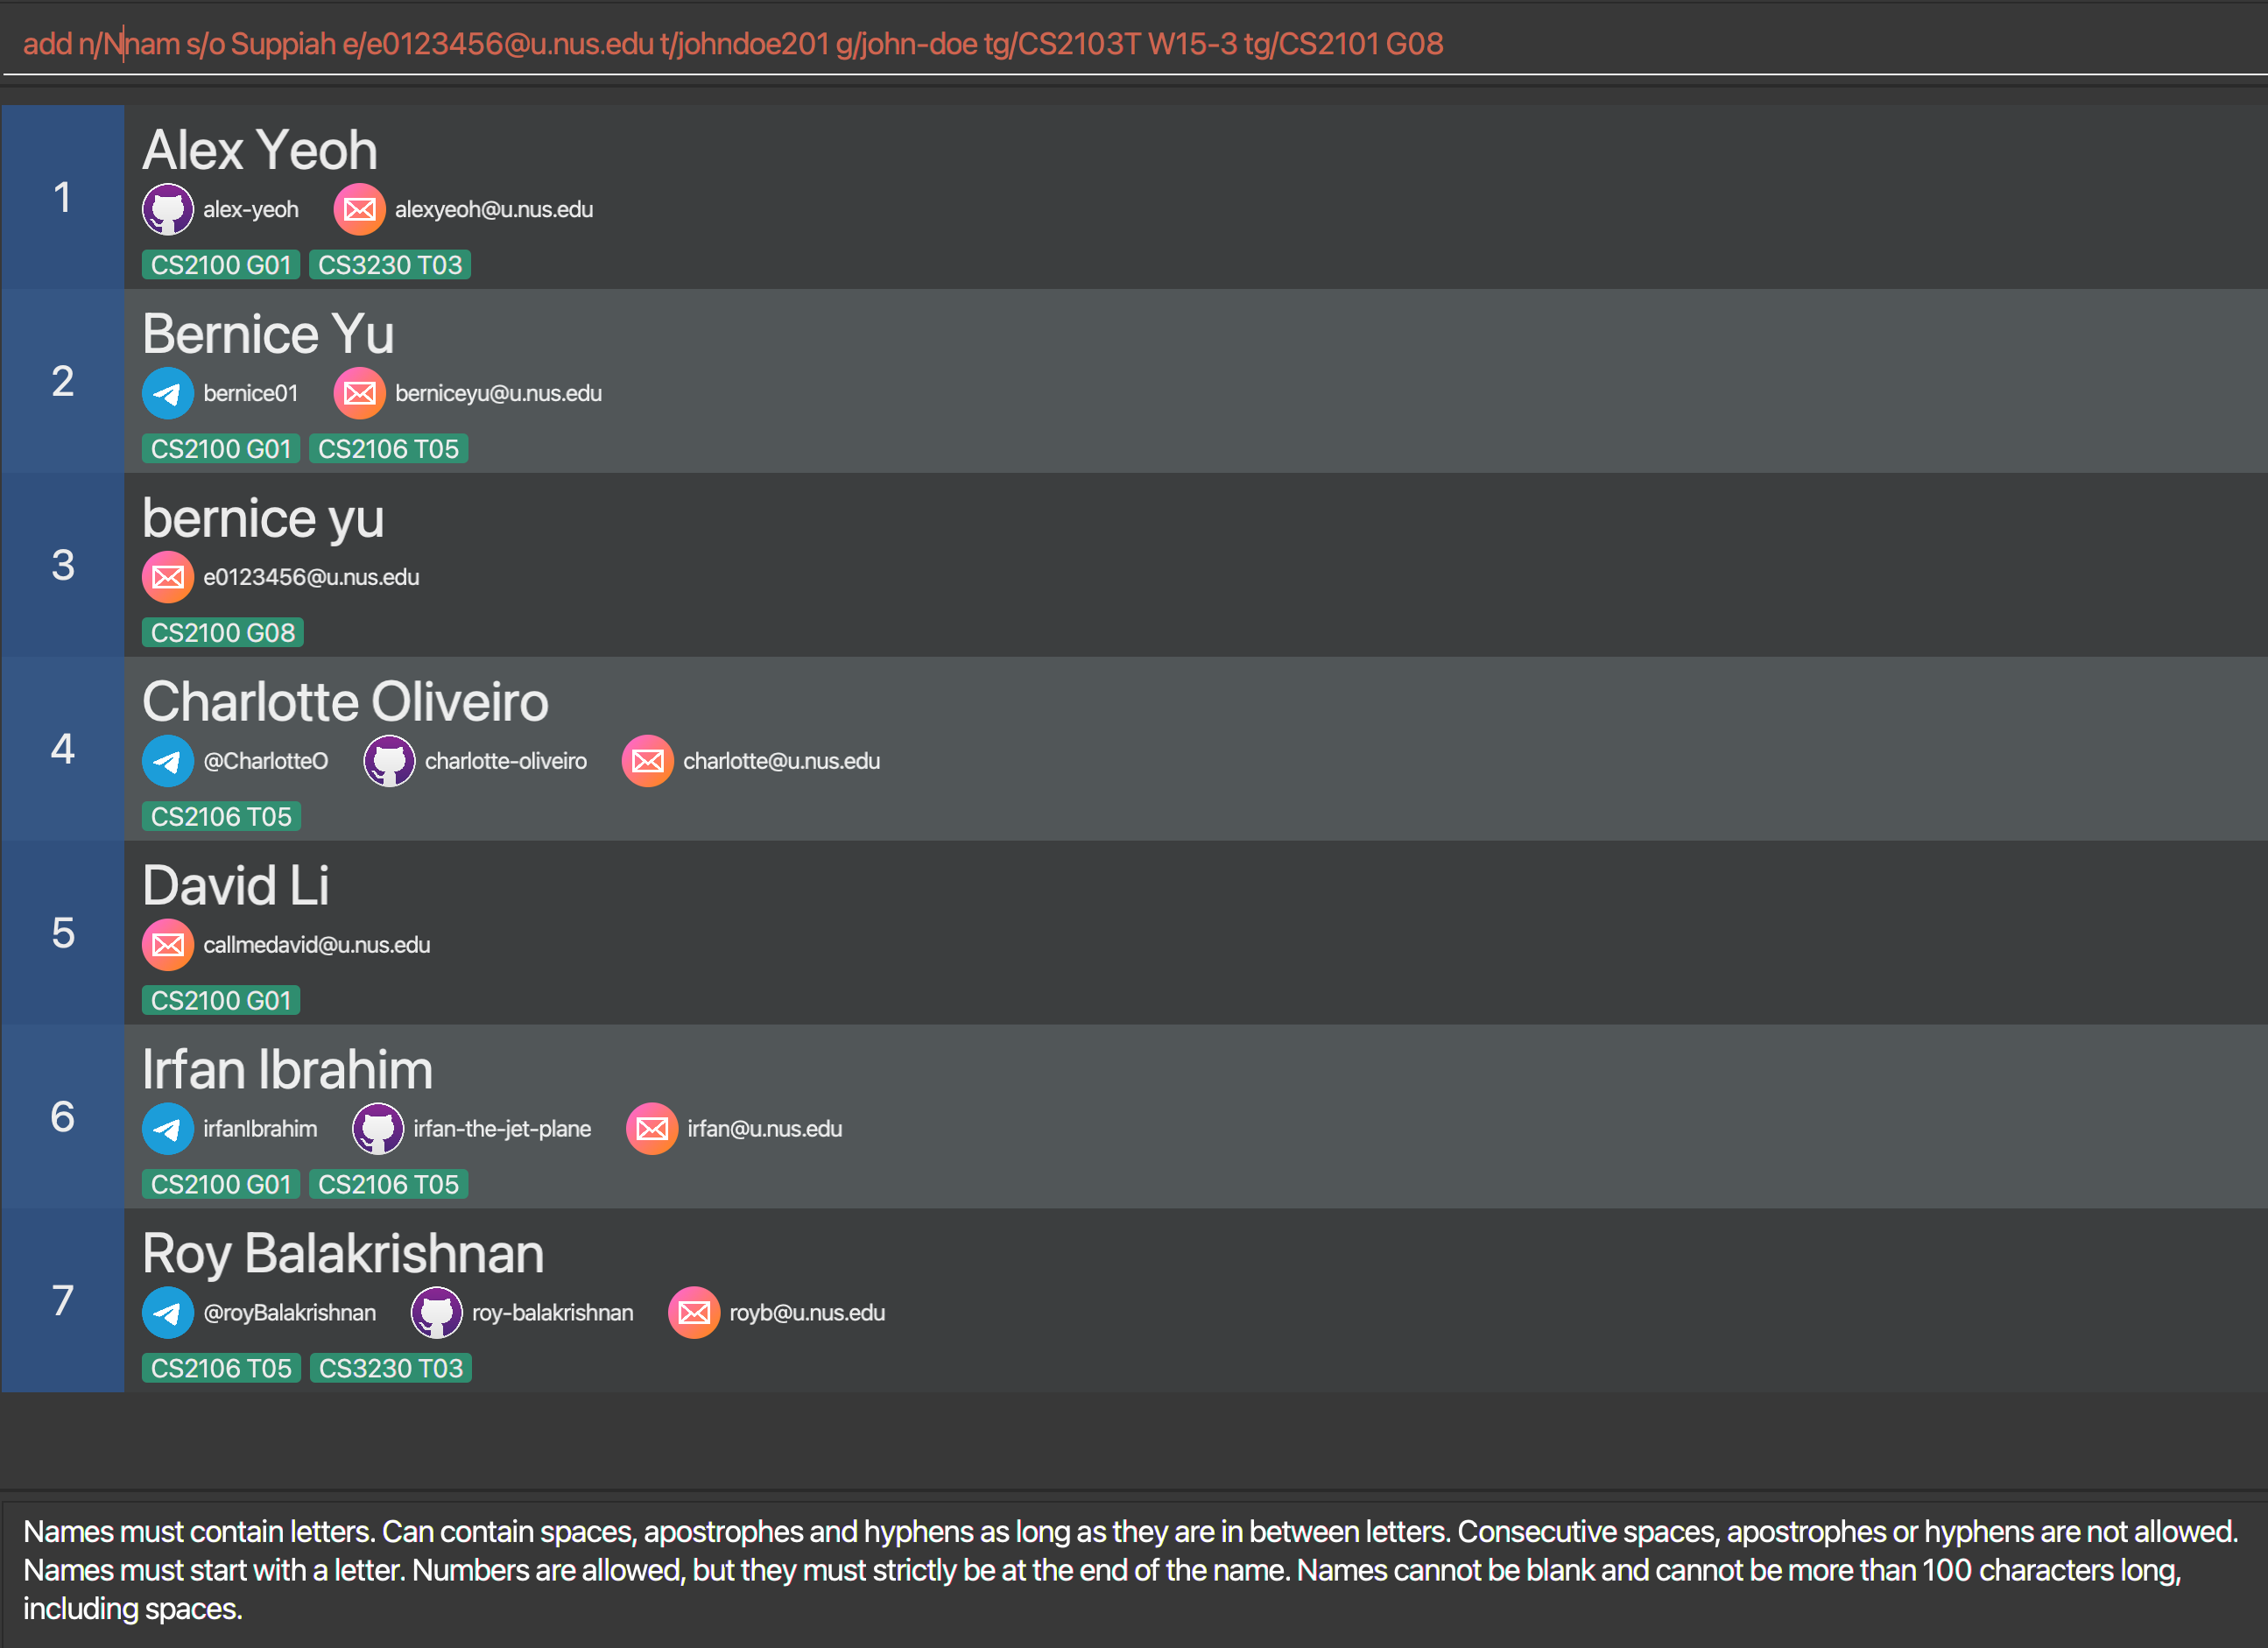 add n/Nnam s/o Suppiah e/e0123456@u.nus.edu t/johndoe201 g/john-doe tg/CS2103T W15-3 tg/CS2101 G08
1
Alex Yeoh
alex-yeoh alexyeoh@u.nus.edu
CS2100 G01 CS3230 T03
2
Bernice Yu
bernice01 berniceyu@u.nus.edu
CS2100 G01 CS2106 T05
3
bernice yu
e0123456@u.nus.edu
CS2100 G08
4
Charlotte Oliveiro
@CharlotteO charlotte-oliveiro charlotte@u.nus.edu
CS2106 T05
5
David Li
callmedavid@u.nus.edu
CS2100 G01
6
Irfan Ibrahim
irfanIbrahim irfan-the-jet-plane irfan@u.nus.edu
CS2100 G01 CS2106 T05
7
Roy Balakrishnan
@royBalakrishnan roy-balakrishnan royb@u.nus.edu
CS2106 T05 CS3230 T03
Names must contain letters. Can contain spaces, apostrophes and hyphens as long as they are in between letters. Consecutive spaces, apostrophes or hyphens are not allowed.
Names must start with a letter. Numbers are allowed, but they must strictly be at the end of the name. Names cannot be blank and cannot be more than 100 characters long,
including spaces.